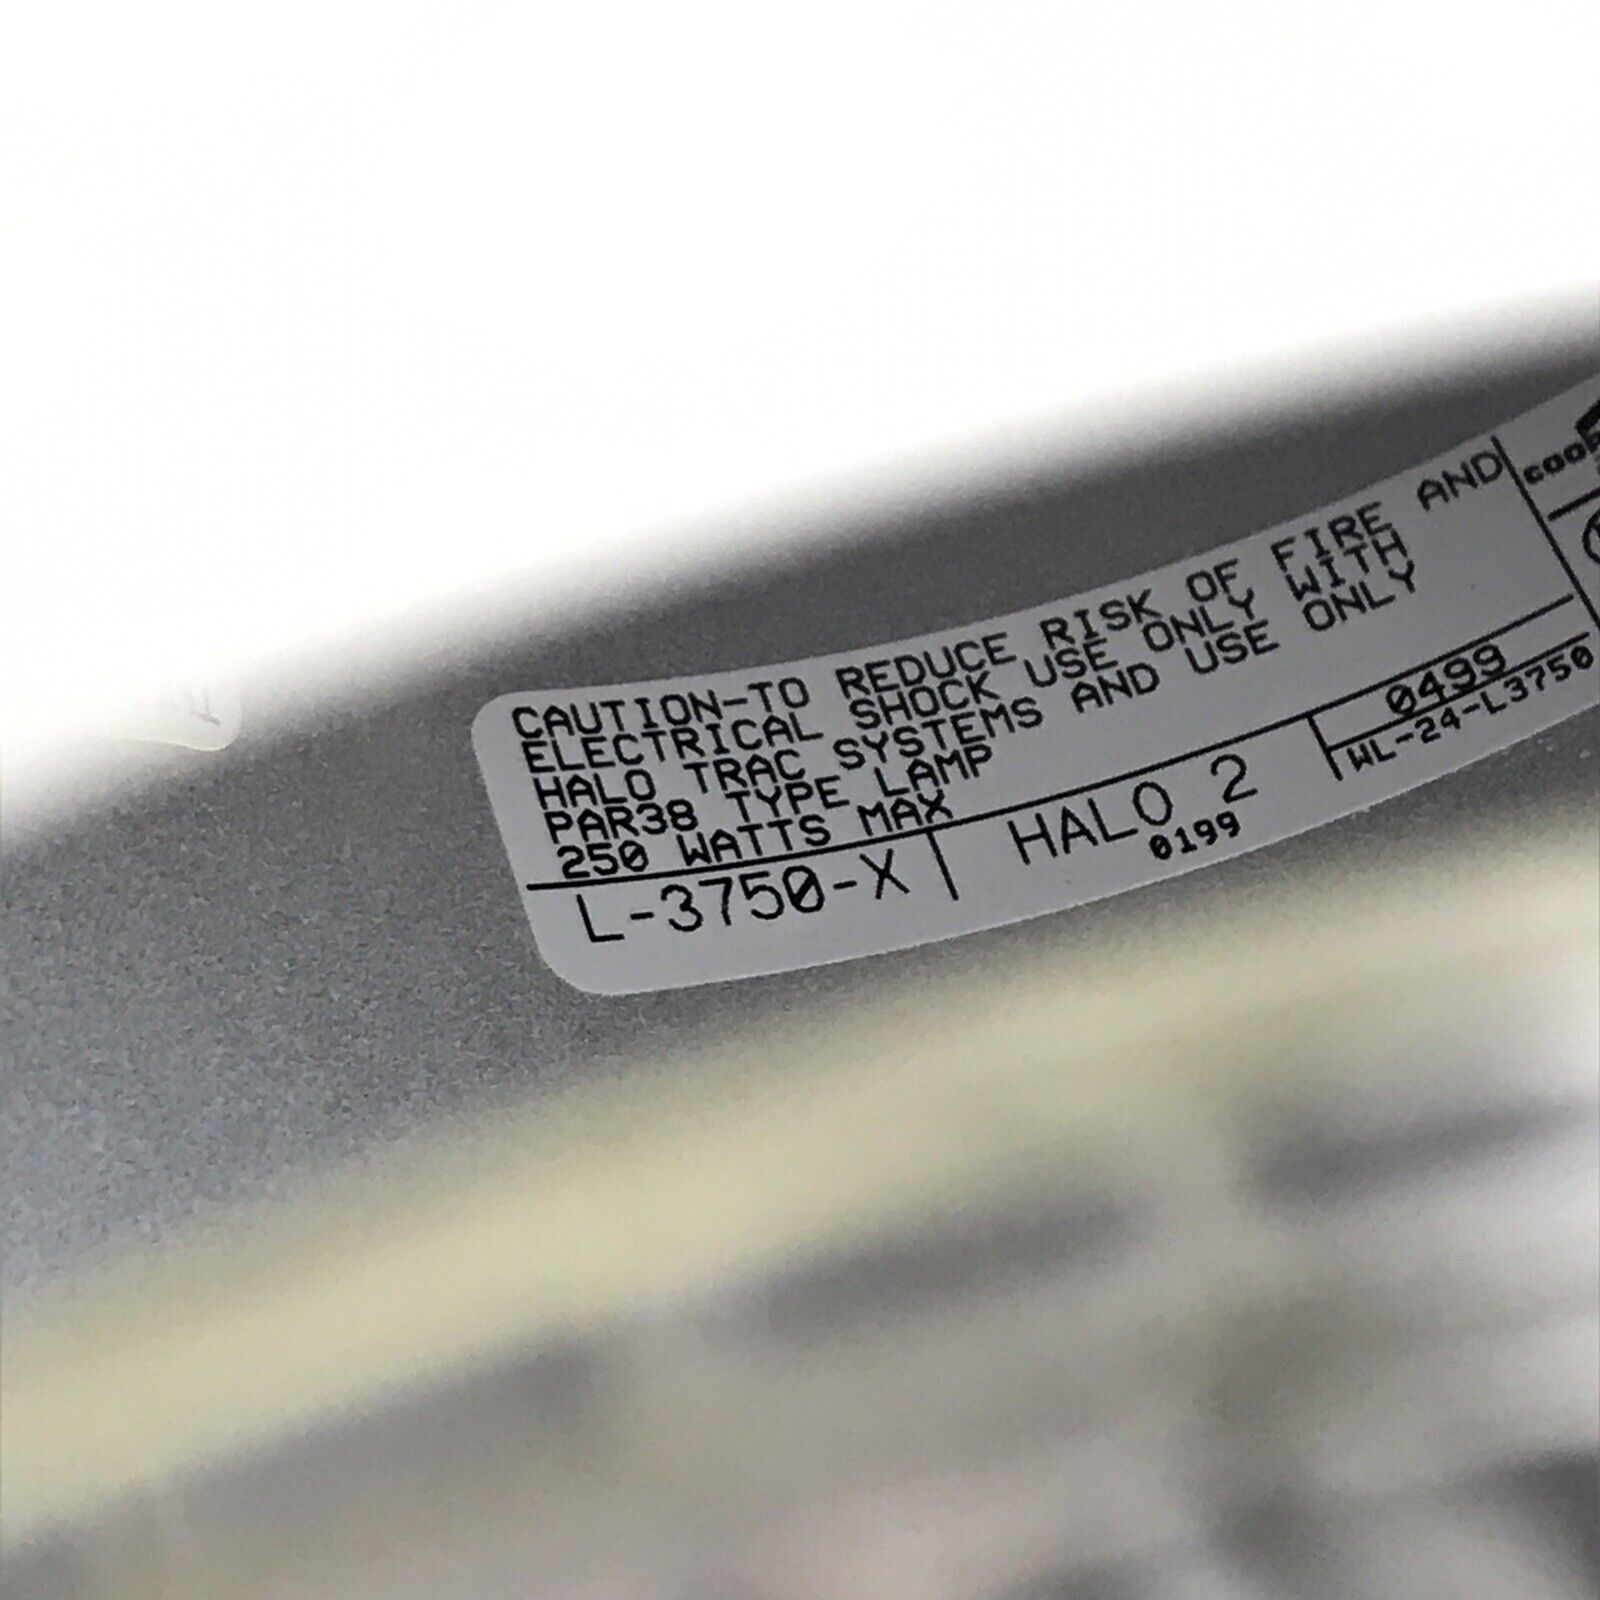 CAUTION-TO REDUCE RISK OF FIRE AND
ELECTRICAL SHOCK USE ONLY WITH
HALO TRAC SYSTEMS AND USE ONLY
PAR38 TYPE LAMP
250 WATTS MAX
L-3750-X
HALO 2
0199
0499
WL-24-L3750